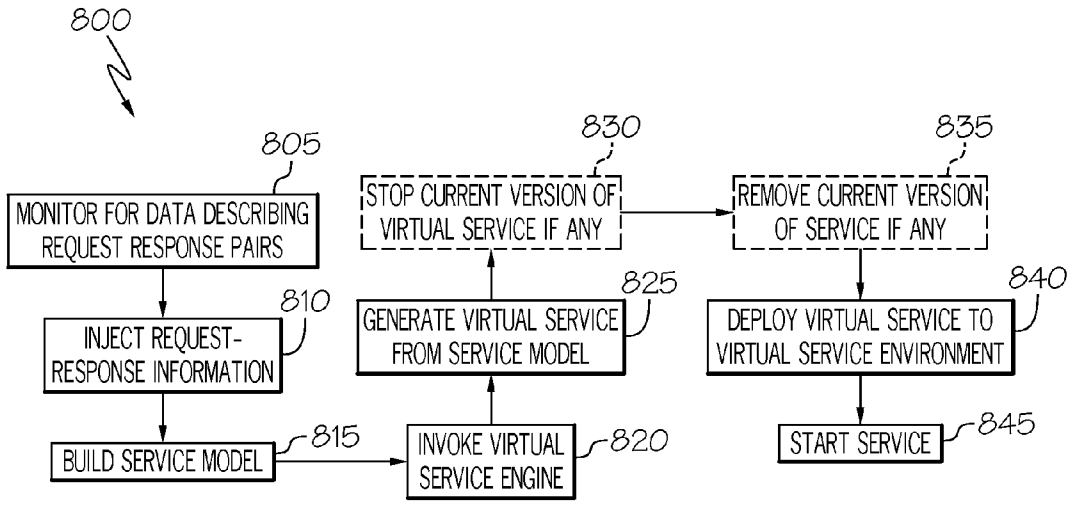 800
805
MONITOR FOR DATA DESCRIBING
REQUEST RESPONSE PAIRS
810
INJECT REQUEST-
RESPONSE INFORMATION
815
BUILD SERVICE MODEL
820
INVOKE VIRTUAL
SERVICE ENGINE
825
GENERATE VIRTUAL SERVICE
FROM SERVICE MODEL
830
STOP CURRENT VERSION OF
VIRTUAL SERVICE IF ANY
835
REMOVE CURRENT VERSION
OF SERVICE IF ANY
840
DEPLOY VIRTUAL SERVICE TO
VIRTUAL SERVICE ENVIRONMENT
845
START SERVICE